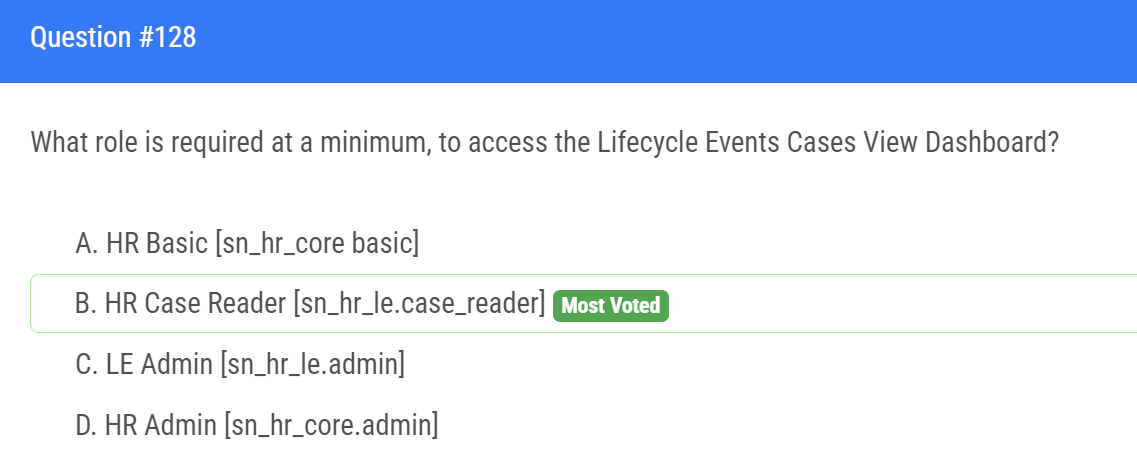 Question #128
What role is required at a minimum, to access the Lifecycle Events Cases View Dashboard?
A. HR Basic [sn_hr_core basic]
B. HR Case Reader [sn_hr_le.case_reader] Most Voted
C. LE Admin [sn_hr_le.admin]
D. HR Admin [sn_hr_core.admin]